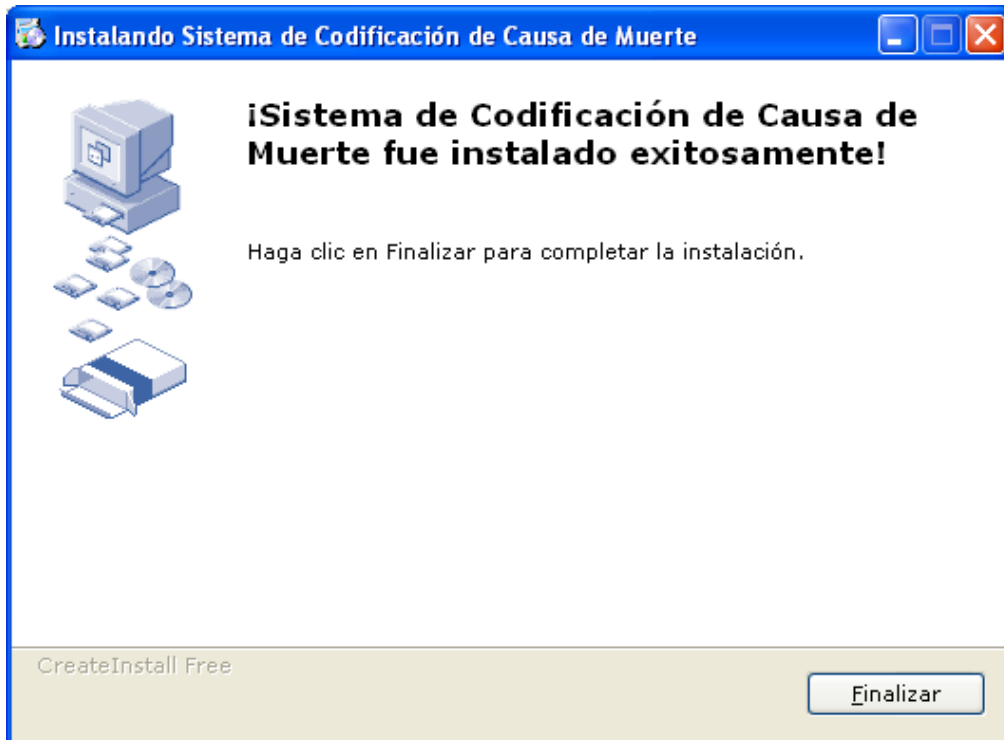 Instalando Sistema de Codificación de Causa de Muerte
¡Sistema de Codificación de Causa de
Muerte fue instalado exitosamente!
Haga clic en Finalizar para completar la instalación.
CreateInstall Free
Finalizar